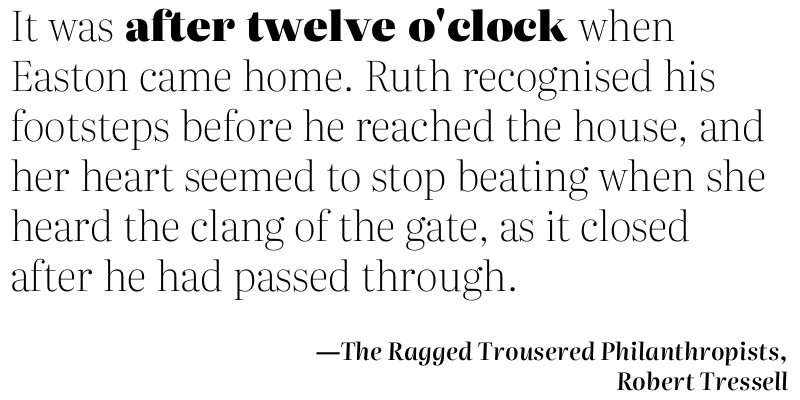 It was after twelve o'clock when
Easton came home. Ruth recognised his
footsteps before he reached the house, and
her heart seemed to stop beating when she
heard the clang of the gate, as it closed
after he had passed through.
—The Ragged Trousered Philanthropists,
Robert Tressell